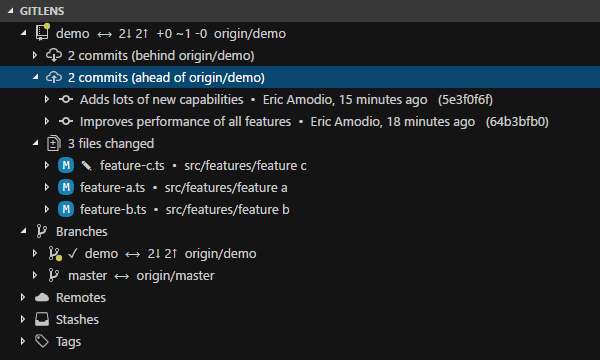 GITLENS
demo ↔ 2↓ 2↑ +0 ~1 -0 origin/demo
2 commits (behind origin/demo)
2 commits (ahead of origin/demo)
Adds lots of new capabilities • Eric Amodio, 15 minutes ago (5e3f0f6f)
Improves performance of all features • Eric Amodio, 18 minutes ago (64b3bfb0)
3 files changed
M feature-c.ts • src/features/feature c
M feature-a.ts • src/features/feature a
M feature-b.ts • src/features/feature b
Branches
✓ demo ↔ 2↓ 2↑ origin/demo
master ↔ origin/master
Remotes
Stashes
Tags